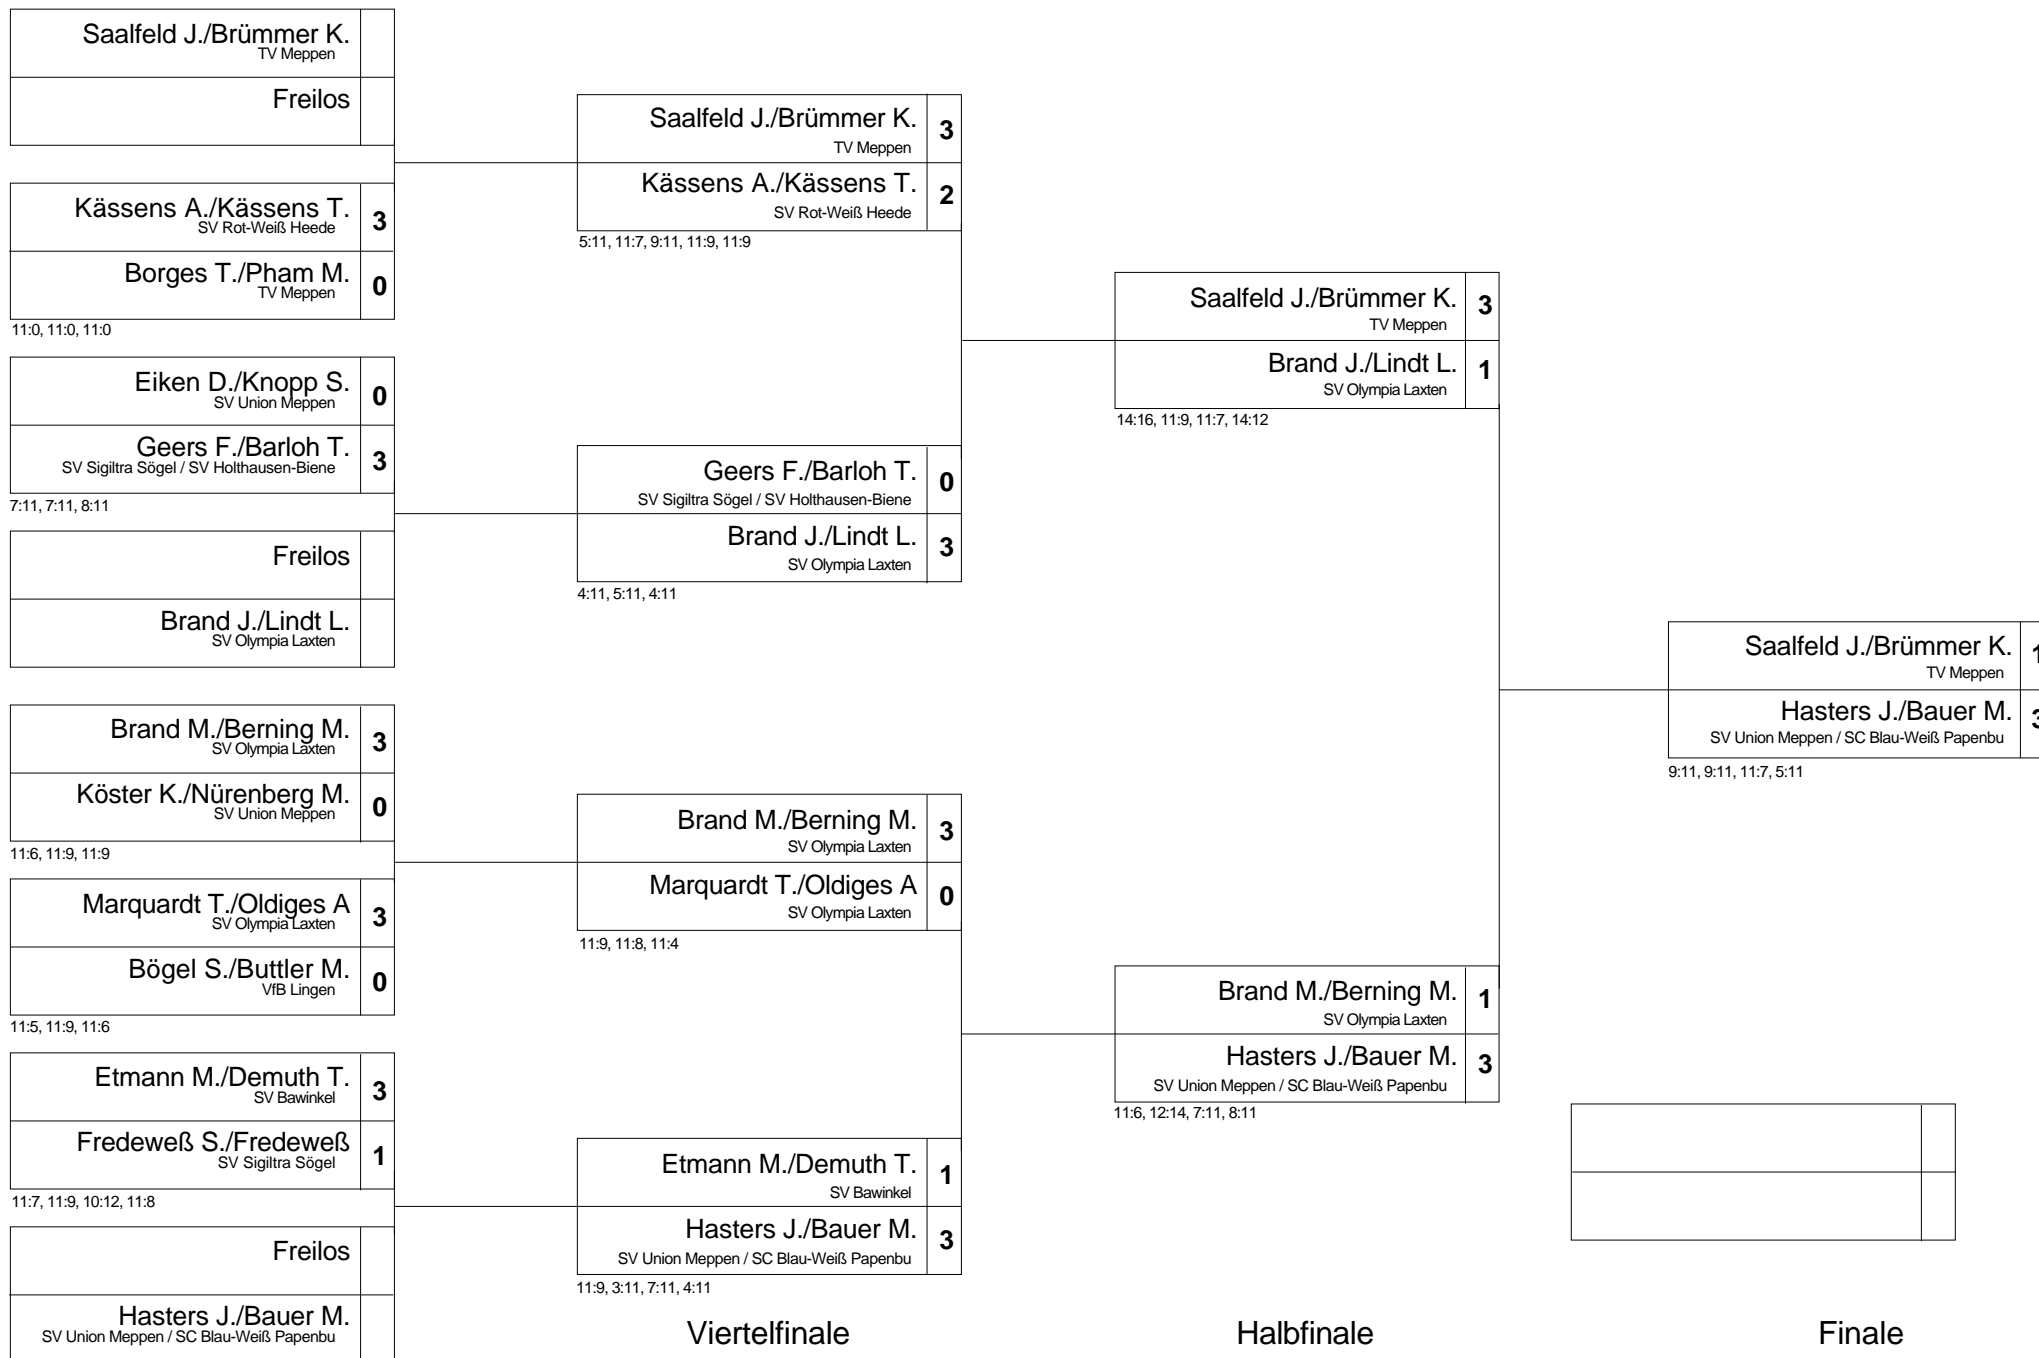 Saalfeld J./Brümmer K.
TV Meppen
Freilos
Kässens A./Kässens T. 3
SV Rot-Weiß Heede
Borges T./Pham M. 0
TV Meppen
11:0, 11:0, 11:0
Eiken D./Knopp S. 0
SV Union Meppen
Geers F./Barloh T. 3
SV Sigiltra Sögel / SV Holthausen-Biene
7:11, 7:11, 8:11
Freilos
Brand J./Lindt L.
SV Olympia Laxten
Brand M./Berning M. 3
SV Olympia Laxten
Köster K./Nürenberg M. 0
SV Union Meppen
11:6, 11:9, 11:9
Marquardt T./Oldiges A 3
SV Olympia Laxten
Bögel S./Buttler M. 0
VfB Lingen
11:5, 11:9, 11:6
Etmann M./Demuth T. 3
SV Bawinkel
Fredeweß S./Fredeweß 1
SV Sigiltra Sögel
11:7, 11:9, 10:12, 11:8
Freilos
Hasters J./Bauer M.
SV Union Meppen / SC Blau-Weiß Papenbu
Saalfeld J./Brümmer K. 3
TV Meppen
Kässens A./Kässens T. 2
SV Rot-Weiß Heede
5:11, 11:7, 9:11, 11:9, 11:9
Geers F./Barloh T. 0
SV Sigiltra Sögel / SV Holthausen-Biene
Brand J./Lindt L. 3
SV Olympia Laxten
4:11, 5:11, 4:11
Brand M./Berning M. 3
SV Olympia Laxten
Marquardt T./Oldiges A 0
SV Olympia Laxten
11:9, 11:8, 11:4
Etmann M./Demuth T. 1
SV Bawinkel
Hasters J./Bauer M. 3
SV Union Meppen / SC Blau-Weiß Papenbu
11:9, 3:11, 7:11, 4:11
Viertelfinale
Saalfeld J./Brümmer K. 3
TV Meppen
Brand J./Lindt L. 1
SV Olympia Laxten
14:16, 11:9, 11:7, 14:12
Brand M./Berning M. 1
SV Olympia Laxten
Hasters J./Bauer M. 3
SV Union Meppen / SC Blau-Weiß Papenbu
11:6, 12:14, 7:11, 8:11
Halbfinale
Saalfeld J./Brümmer K. 1
TV Meppen
Hasters J./Bauer M. 3
SV Union Meppen / SC Blau-Weiß Papenbu
9:11, 9:11, 11:7, 5:11
Finale